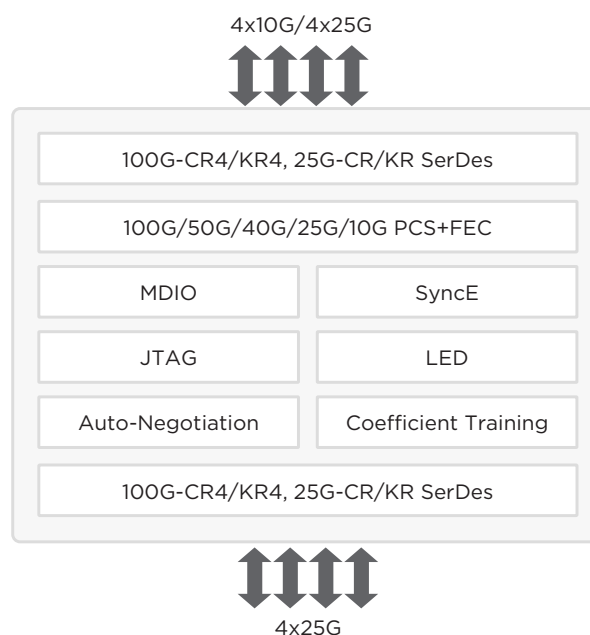 4x10G/4x25G
100G-CR4/KR4, 25G-CR/KR SerDes
100G/50G/40G/25G/10G PCS+FEC
MDIO
SyncE
JTAG
LED
Auto-Negotiation
Coefficient Training
100G-CR4/KR4, 25G-CR/KR SerDes
4x25G